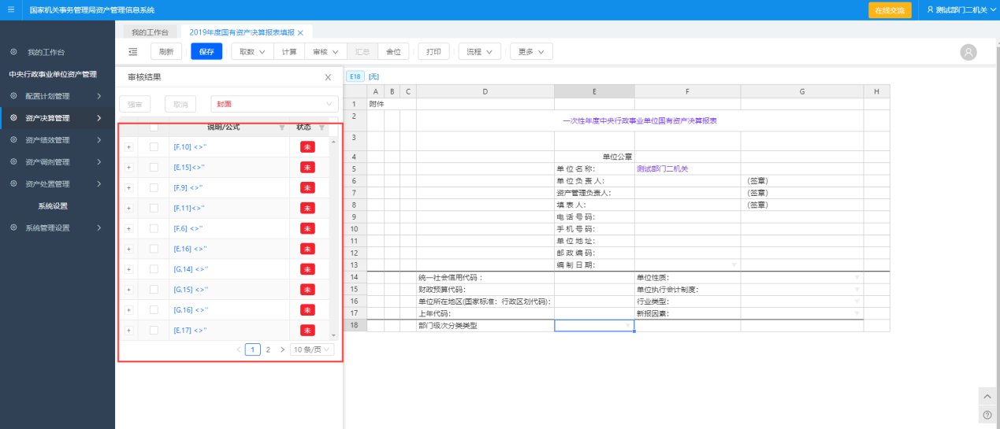 国家机关事务管理局资产管理信息系统
在线交流 测试部门二机关
我的工作台 2019年度国有资产决算报表填报
刷新 保存 取数 计算 审核 汇总 舍位 打印 流程 更多
我的工作台
中央行政事业单位资产管理
配置计划管理
资产决算管理
资产绩效管理
资产调剂管理
资产处置管理
系统设置
系统管理设置
审核结果
强审 取消 封面
说明/公式 状态
[F,10] <>'' 未
[E,15]<>'' 未
[F,9] <>'' 未
[F,11]<>'' 未
[F,6] <>'' 未
[E,16] <>'' 未
[G,14] <>'' 未
[G,15] <>'' 未
[G,16] <>'' 未
[E,17] <>'' 未
1 2 10 条/页
E18 [无]
A B C D E F G H
1 附件
2 一次性年度中央行政事业单位国有资产决算报表
3
4 单位公章
5 单 位 名 称： 测试部门二机关
6 单 位 负 责 人： （签章）
7 资产管理负责人： （签章）
8 填 表 人： （签章）
9 电 话 号 码：
10 手 机 号 码：
11 单 位 地 址：
12 邮 政 编 码：
13 编 制 日 期：
14 统一社会信用代码 ： 单位性质：
15 财政预算代码： 单位执行会计制度：
16 单位所在地区(国家标准：行政区划代码)： 行业类型：
17 上年代码： 新报因素：
18 部门级次分类类型